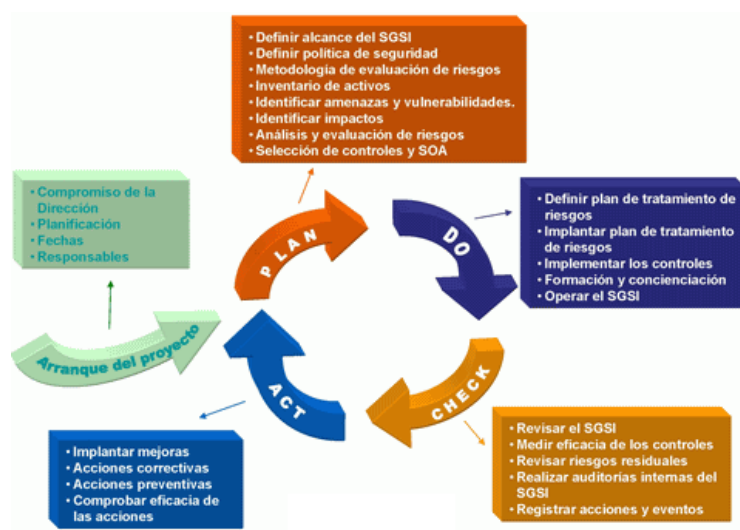 • Definir alcance del SGSI
• Definir política de seguridad
• Metodología de evaluación de riesgos
• Inventario de activos
• Identificar amenazas y vulnerabilidades.
• Identificar impactos
• Análisis y evaluación de riesgos
• Selección de controles y SOA
• Compromiso de la
Dirección
• Planificación
• Fechas
• Responsables
Arranque del proyecto
PLAN
DO
• Definir plan de tratamiento de
riesgos
• Implantar plan de tratamiento
de riesgos
• Implementar los controles
• Formación y concienciación
• Operar el SGSI
CHECK
• Revisar el SGSI
• Medir eficacia de los controles
• Revisar riesgos residuales
• Realizar auditorías internas del
SGSI
• Registrar acciones y eventos
ACT
• Implantar mejoras
• Acciones correctivas
• Acciones preventivas
• Comprobar eficacia de
las acciones